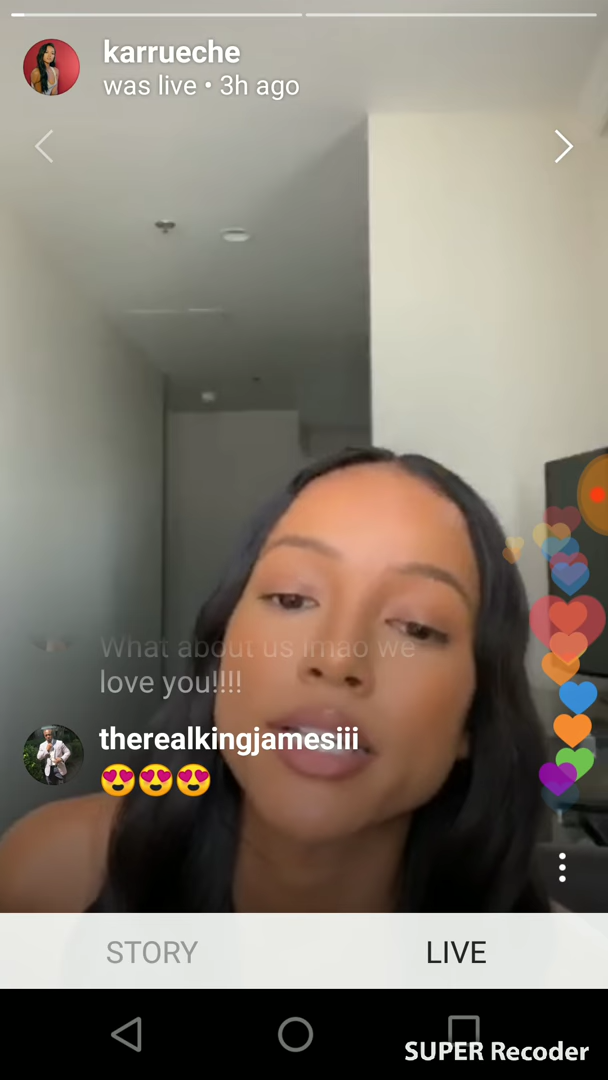 karrueche
was live • 3h ago
What about us lmao we
love you!!!!
therealkingjamesiii
😍😍😍
STORY
LIVE
SUPER Recoder